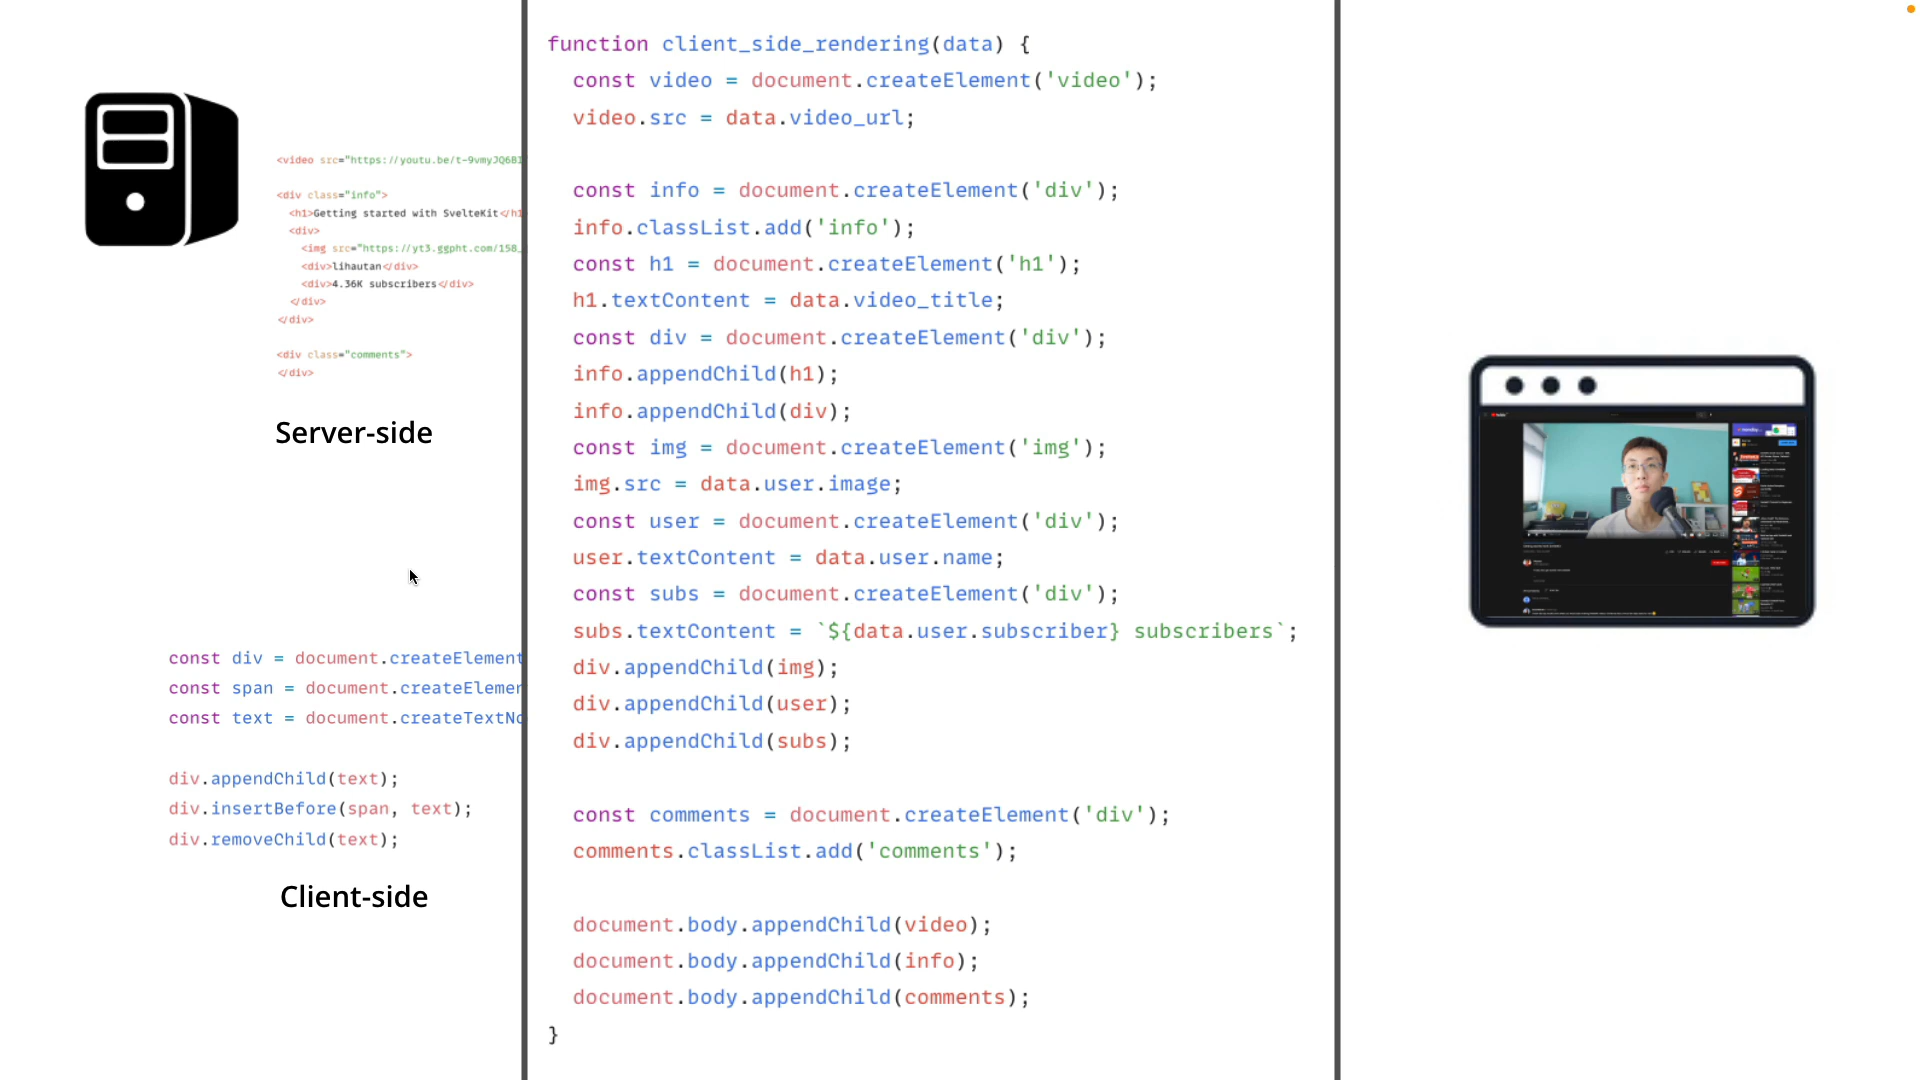 <video src="https://youtu.be/t-9vmyJQ6BI
<div class="info">
<h1>Getting started with SvelteKit</h1
<div>
<img src="https://yt3.ggpht.com/158_
<div>lihautan</div>
<div>4.36K subscribers</div>
</div>
</div>
<div class="comments">
</div>
Server-side
const div = document.createElement
const span = document.createElemen
const text = document.createTextNo
div.appendChild(text);
div.insertBefore(span, text);
div.removeChild(text);
Client-side
function client_side_rendering(data) {
const video = document.createElement('video');
video.src = data.video_url;
const info = document.createElement('div');
info.classList.add('info');
const h1 = document.createElement('h1');
h1.textContent = data.video_title;
const div = document.createElement('div');
info.appendChild(h1);
info.appendChild(div);
const img = document.createElement('img');
img.src = data.user.image;
const user = document.createElement('div');
user.textContent = data.user.name;
const subs = document.createElement('div');
subs.textContent = `${data.user.subscriber} subscribers`;
div.appendChild(img);
div.appendChild(user);
div.appendChild(subs);
const comments = document.createElement('div');
comments.classList.add('comments');
document.body.appendChild(video);
document.body.appendChild(info);
document.body.appendChild(comments);
}